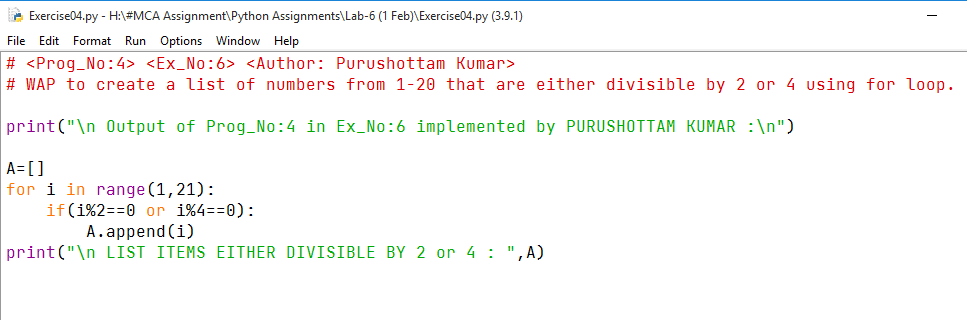 Exercise04.py - H:\#MCA Assignment\Python Assignments\Lab-6 (1 Feb)\Exercise04.py (3.9.1)
File Edit Format Run Options Window Help
# <Prog_No:4> <Ex_No:6> <Author: Purushottam Kumar>
# WAP to create a list of numbers from 1-20 that are either divisible by 2 or 4 using for loop.
print("\n Output of Prog_No:4 in Ex_No:6 implemented by PURUSHOTTAM KUMAR :\n")
A=[]
for i in range(1,21):
    if(i%2==0 or i%4==0):
        A.append(i)
print("\n LIST ITEMS EITHER DIVISIBLE BY 2 or 4 : ",A)